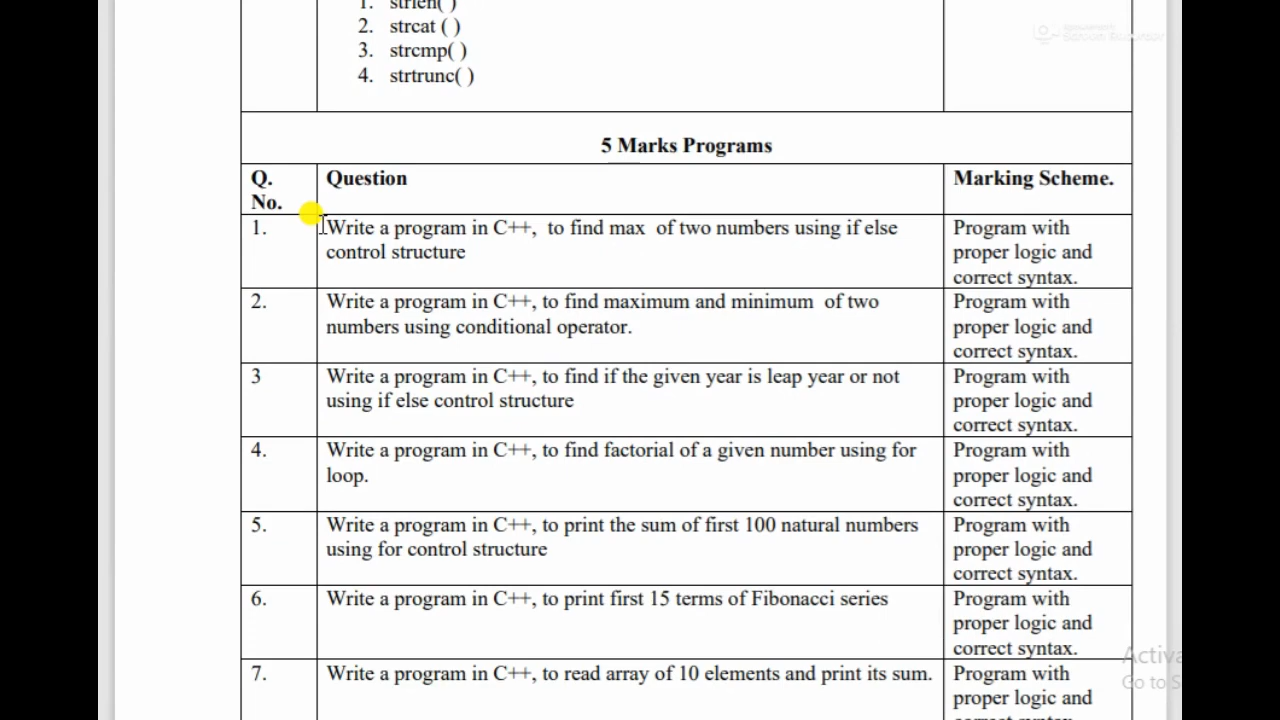 1. strlen( )
2. strcat ( )
3. strcmp( )
4. strtrunc( )
5 Marks Programs
Q. No.
Question
Marking Scheme.
1.
Write a program in C++,  to find max  of two numbers using if else
control structure
Program with
proper logic and
correct syntax.
2.
Write a program in C++, to find maximum and minimum  of two
numbers using conditional operator.
Program with
proper logic and
correct syntax.
3
Write a program in C++, to find if the given year is leap year or not
using if else control structure
Program with
proper logic and
correct syntax.
4.
Write a program in C++, to find factorial of a given number using for
loop.
Program with
proper logic and
correct syntax.
5.
Write a program in C++, to print the sum of first 100 natural numbers
using for control structure
Program with
proper logic and
correct syntax.
6.
Write a program in C++, to print first 15 terms of Fibonacci series
Program with
proper logic and
correct syntax.
7.
Write a program in C++, to read array of 10 elements and print its sum.
Program with
proper logic and
Activa
Go to S
Screen Recorder